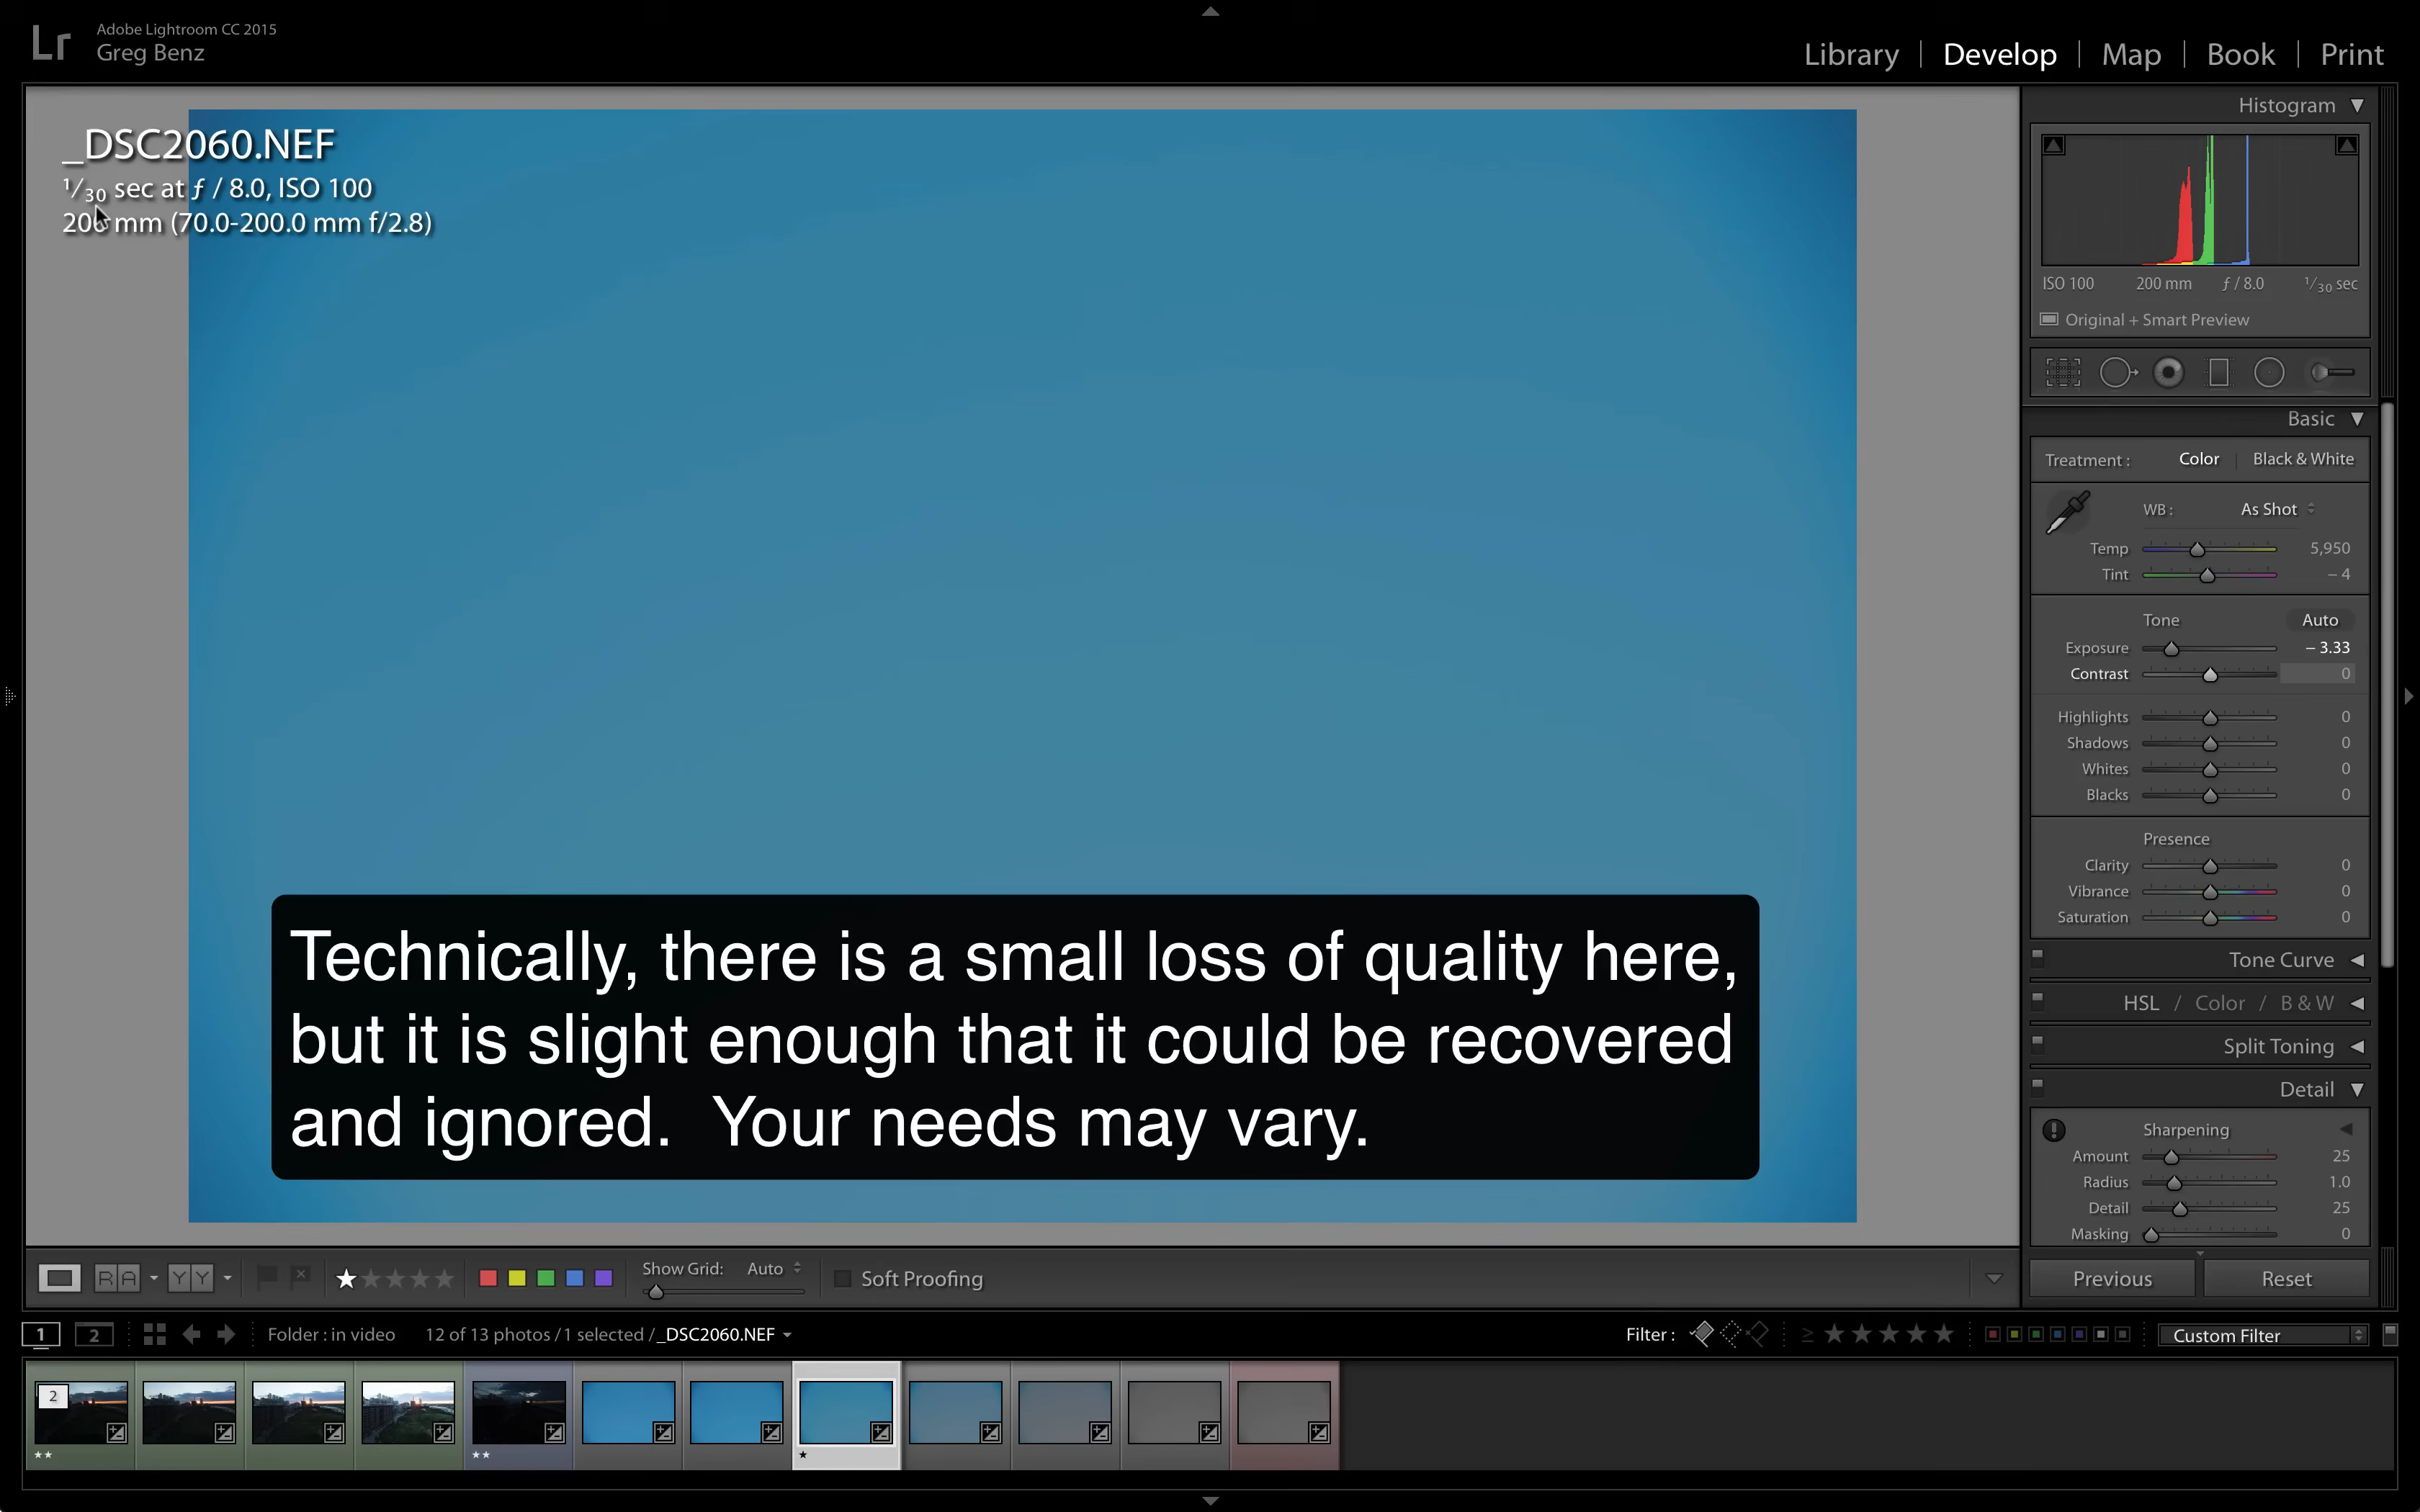 Lr
Adobe Lightroom CC 2015
Greg Benz
Library | Develop | Map | Book | Print
_DSC2060.NEF
1/30 sec at ƒ / 8.0, ISO 100
200 mm (70.0-200.0 mm f/2.8)
Technically, there is a small loss of quality here,
but it is slight enough that it could be recovered
and ignored.  Your needs may vary.
Histogram
ISO 100 200 mm ƒ / 8.0 1/30 sec
Original + Smart Preview
Basic
Treatment : Color Black & White
WB : As Shot
Temp 5,950
Tint – 4
Tone Auto
Exposure – 3.33
Contrast 0
Highlights 0
Shadows 0
Whites 0
Blacks 0
Presence
Clarity 0
Vibrance 0
Saturation 0
Tone Curve
HSL / Color / B & W
Split Toning
Detail
Sharpening
Amount 25
Radius 1.0
Detail 25
Masking 0
Previous Reset
R A Y Y Show Grid: Auto Soft Proofing
1 2 Folder : in video 12 of 13 photos / 1 selected / _DSC2060.NEF Filter : ≥ Custom Filter
2